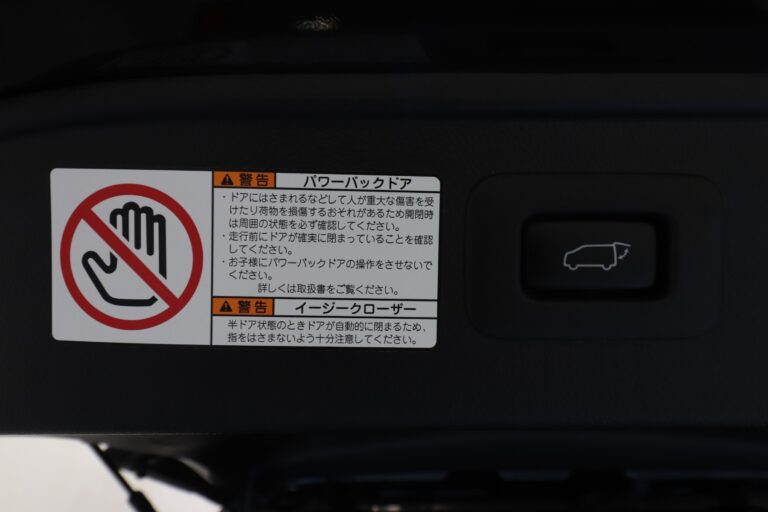 警告 パワーバックドア
・ドアにはさまれるなどして人が重大な傷害を受
けたり荷物を損傷するおそれがあるため開閉時
は周囲の状態を必ず確認してください。
・走行前にドアが確実に閉まっていることを確認
してください。
・お子様にパワーバックドアの操作をさせないで
ください。
詳しくは取扱書をご覧ください。
警告 イージークローザー
半ドア状態のときドアが自動的に閉まるため、
指をはさまないよう十分注意してください。